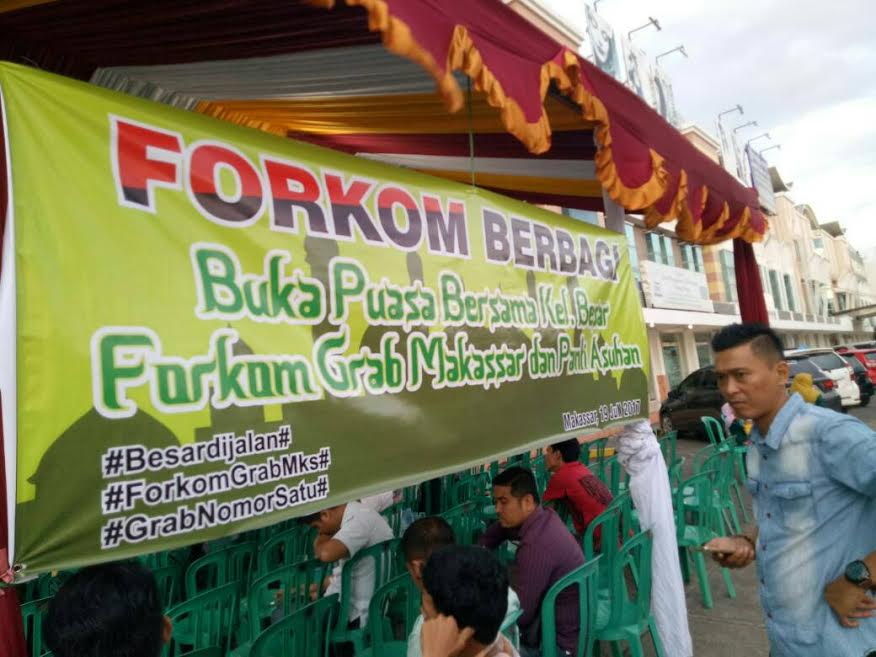 FORKOM BERBAGI
Buka Puasa Bersama Kel. Besar
Forkom Grab Makassar dan Panti Asuhan
Makassar, 19 Juni 2017
#Besardijalan#
#ForkomGrabMks#
#GrabNomorSatu#